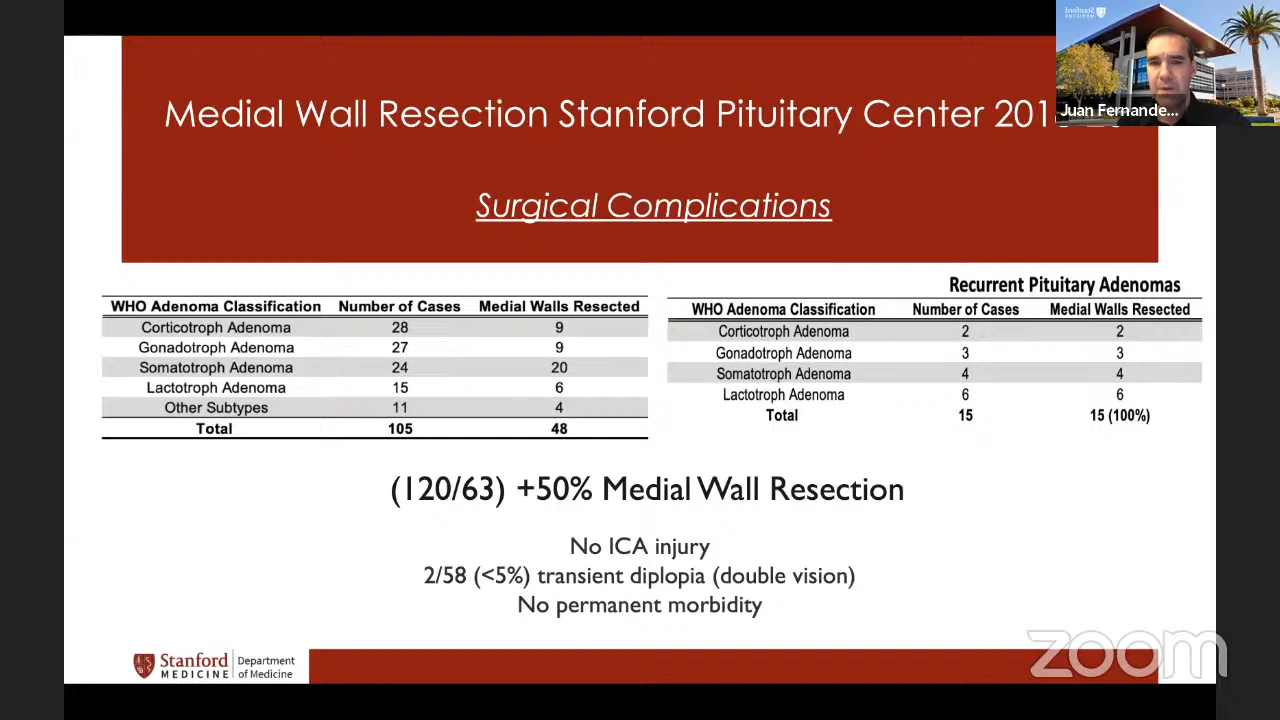 Stanford
MEDICINE
Juan Fernande...
Medial Wall Resection Stanford Pituitary Center
Surgical Complications
WHO Adenoma Classification Number of Cases Medial Walls Resected
Corticotroph Adenoma 28 9
Gonadotroph Adenoma 27 9
Somatotroph Adenoma 24 20
Lactotroph Adenoma 15 6
Other Subtypes 11 4
Total 105 48
Recurrent Pituitary Adenomas
WHO Adenoma Classification Number of Cases Medial Walls Resected
Corticotroph Adenoma 2 2
Gonadotroph Adenoma 3 3
Somatotroph Adenoma 4 4
Lactotroph Adenoma 6 6
Total 15 15 (100%)
(120/63) +50% Medial Wall Resection
No ICA injury
2/58 (<5%) transient diplopia (double vision)
No permanent morbidity
Stanford
MEDICINE
Department
of Medicine
zoom